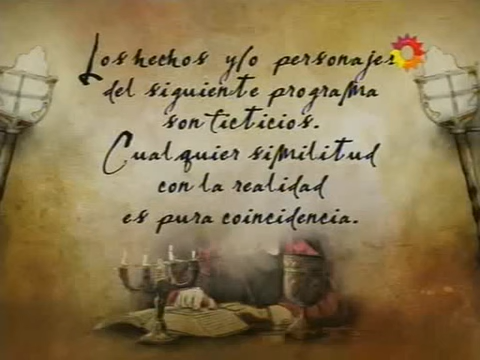 Los hechos y/o personajes
del siguiente programa
son ficticios.
Cualquier similitud
con la realidad
es pura coincidencia.